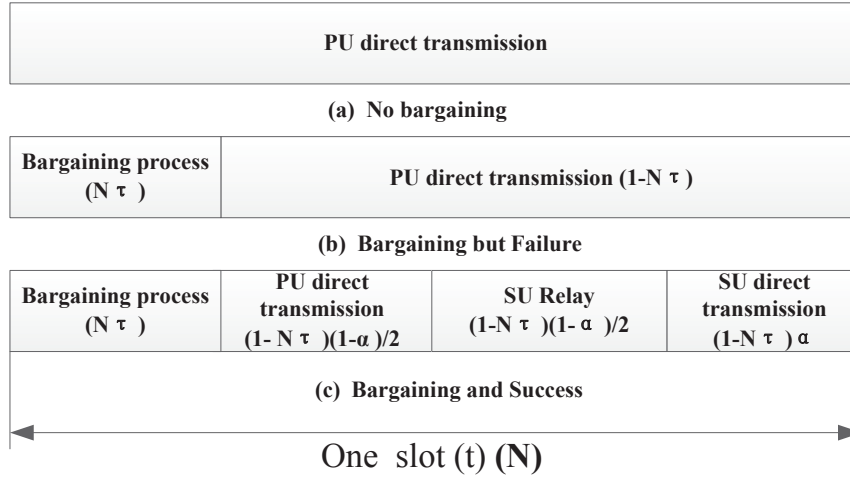 PU direct transmission
(a) No bargaining
Bargaining process
(N τ )
PU direct transmission (1-N τ )
(b) Bargaining but Failure
Bargaining process
(N τ )
PU direct
transmission
(1- N τ )(1-α)/2
SU Relay
(1-N τ )(1- α )/2
SU direct
transmission
(1-N τ ) α
(c) Bargaining and Success
One slot (t) (N)